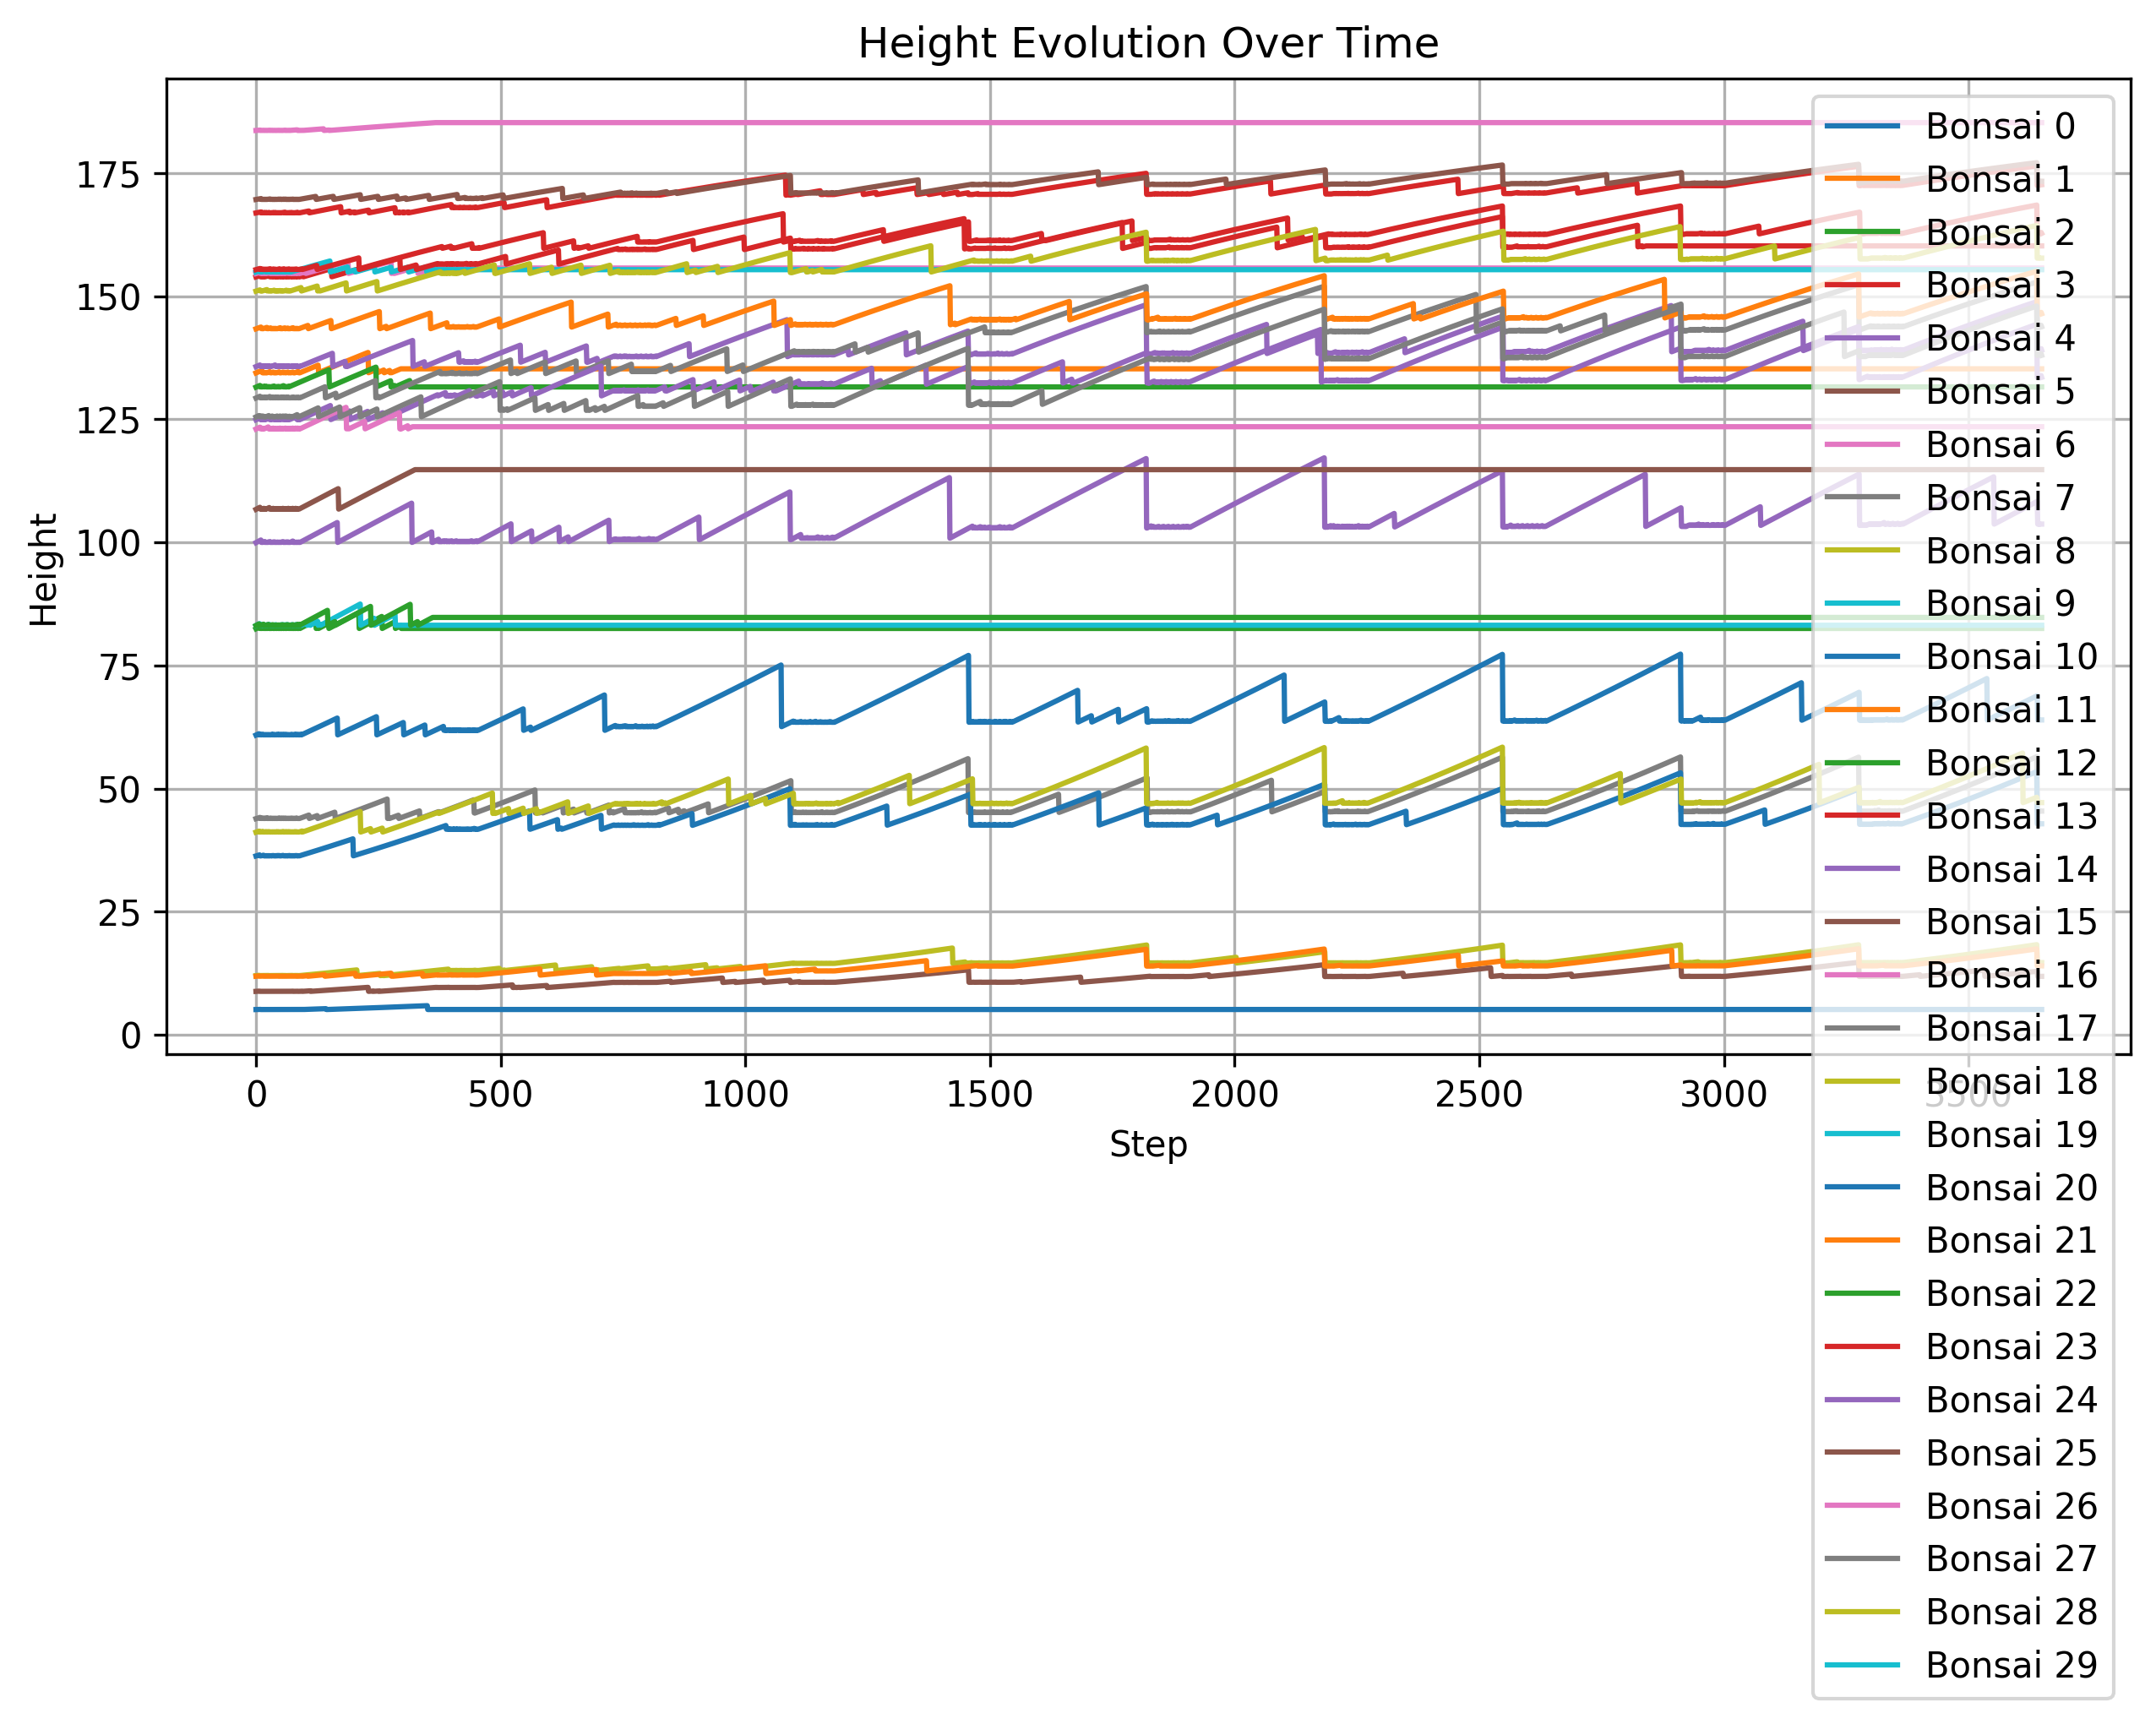 Height Evolution Over Time
Height
175
150
125
100
75
50
25
0
0 500 1000 1500 2000 2500 3000 3500
Step
Bonsai 0
Bonsai 1
Bonsai 2
Bonsai 3
Bonsai 4
Bonsai 5
Bonsai 6
Bonsai 7
Bonsai 8
Bonsai 9
Bonsai 10
Bonsai 11
Bonsai 12
Bonsai 13
Bonsai 14
Bonsai 15
Bonsai 16
Bonsai 17
Bonsai 18
Bonsai 19
Bonsai 20
Bonsai 21
Bonsai 22
Bonsai 23
Bonsai 24
Bonsai 25
Bonsai 26
Bonsai 27
Bonsai 28
Bonsai 29